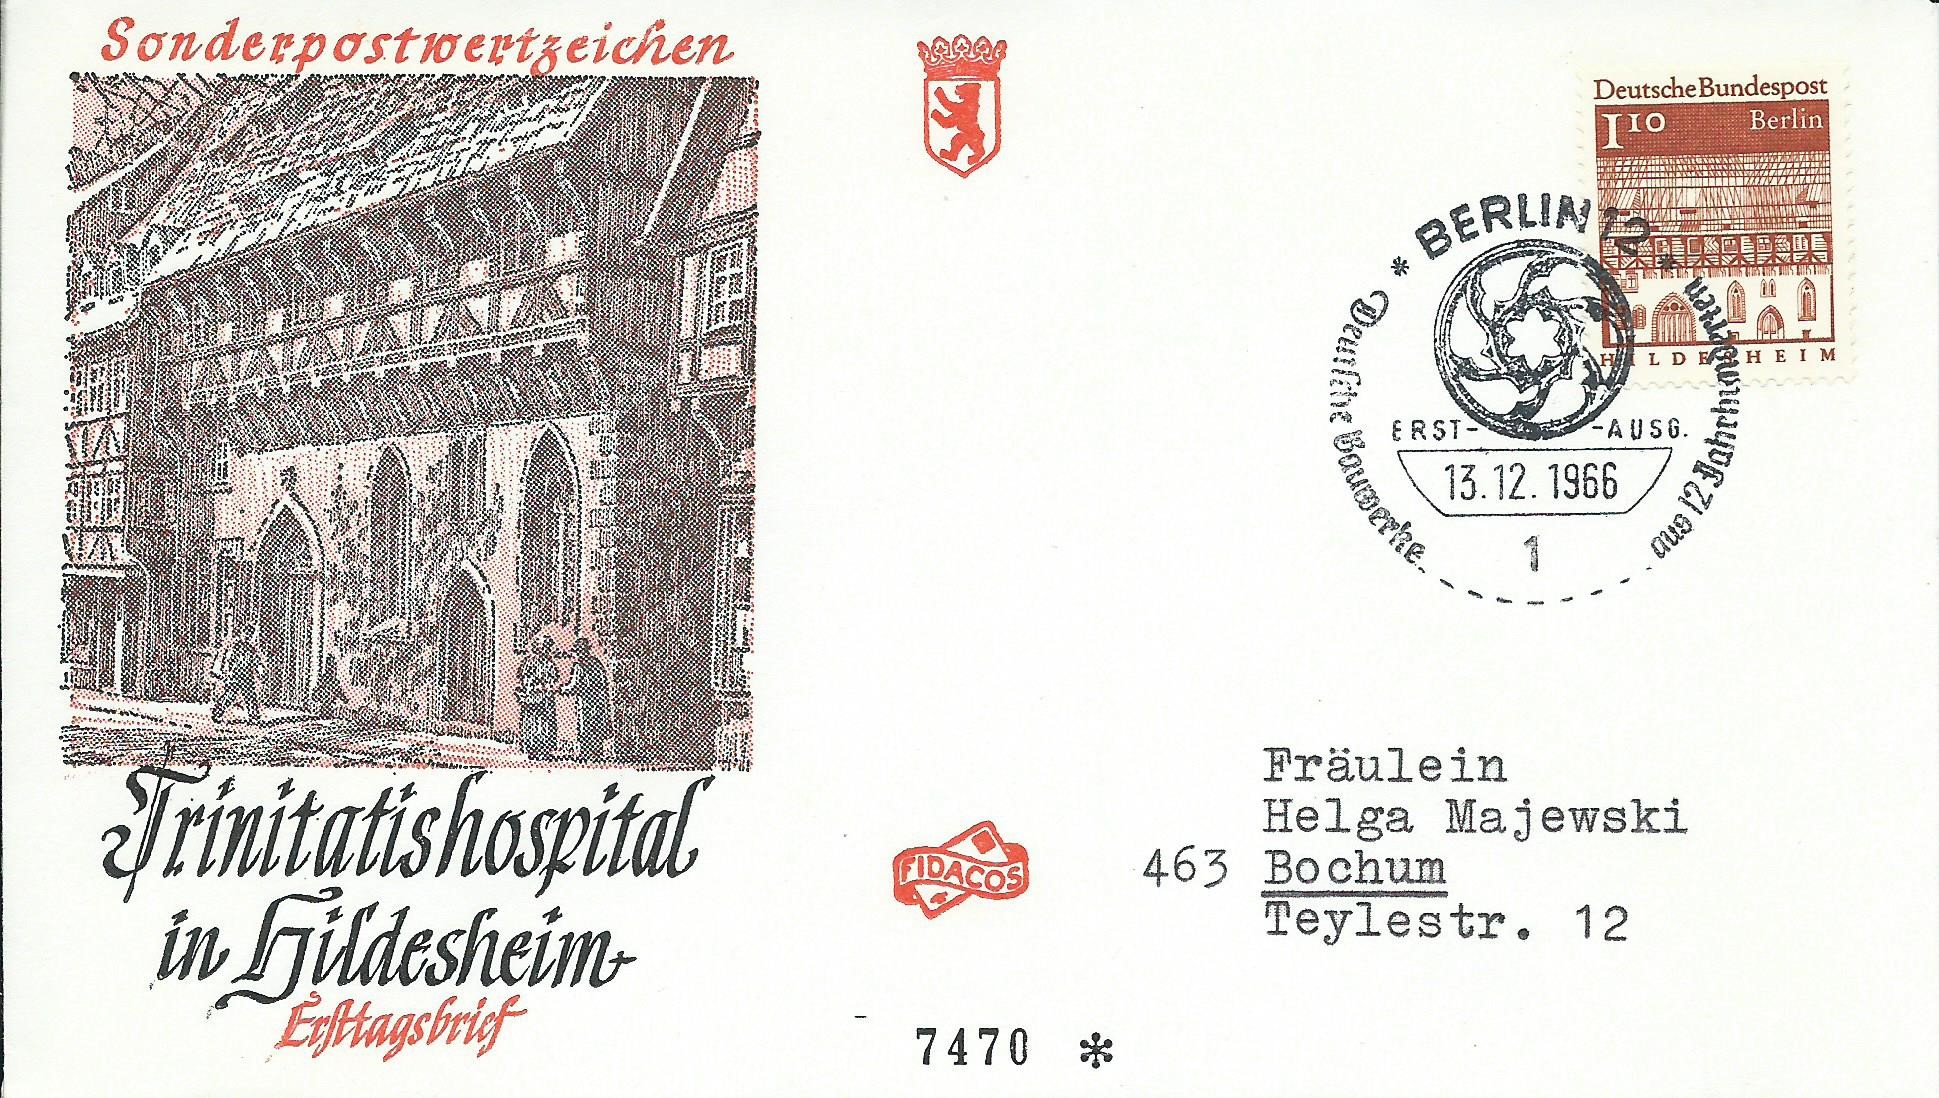 Sonderpostwertzeichen
Trinitatishospital
in Hildesheim
Ersttagsbrief
Deutsche Bundespost
1 10 Berlin
HILDESHEIM
* BERLIN 12 *
Deutsche Bauwerke
aus 12 Jahrhunderten
ERST- -AUSG.
13.12.1966
1
FIDACOS
Fräulein
Helga Majewski
463 Bochum
Teylestr. 12
7470 *